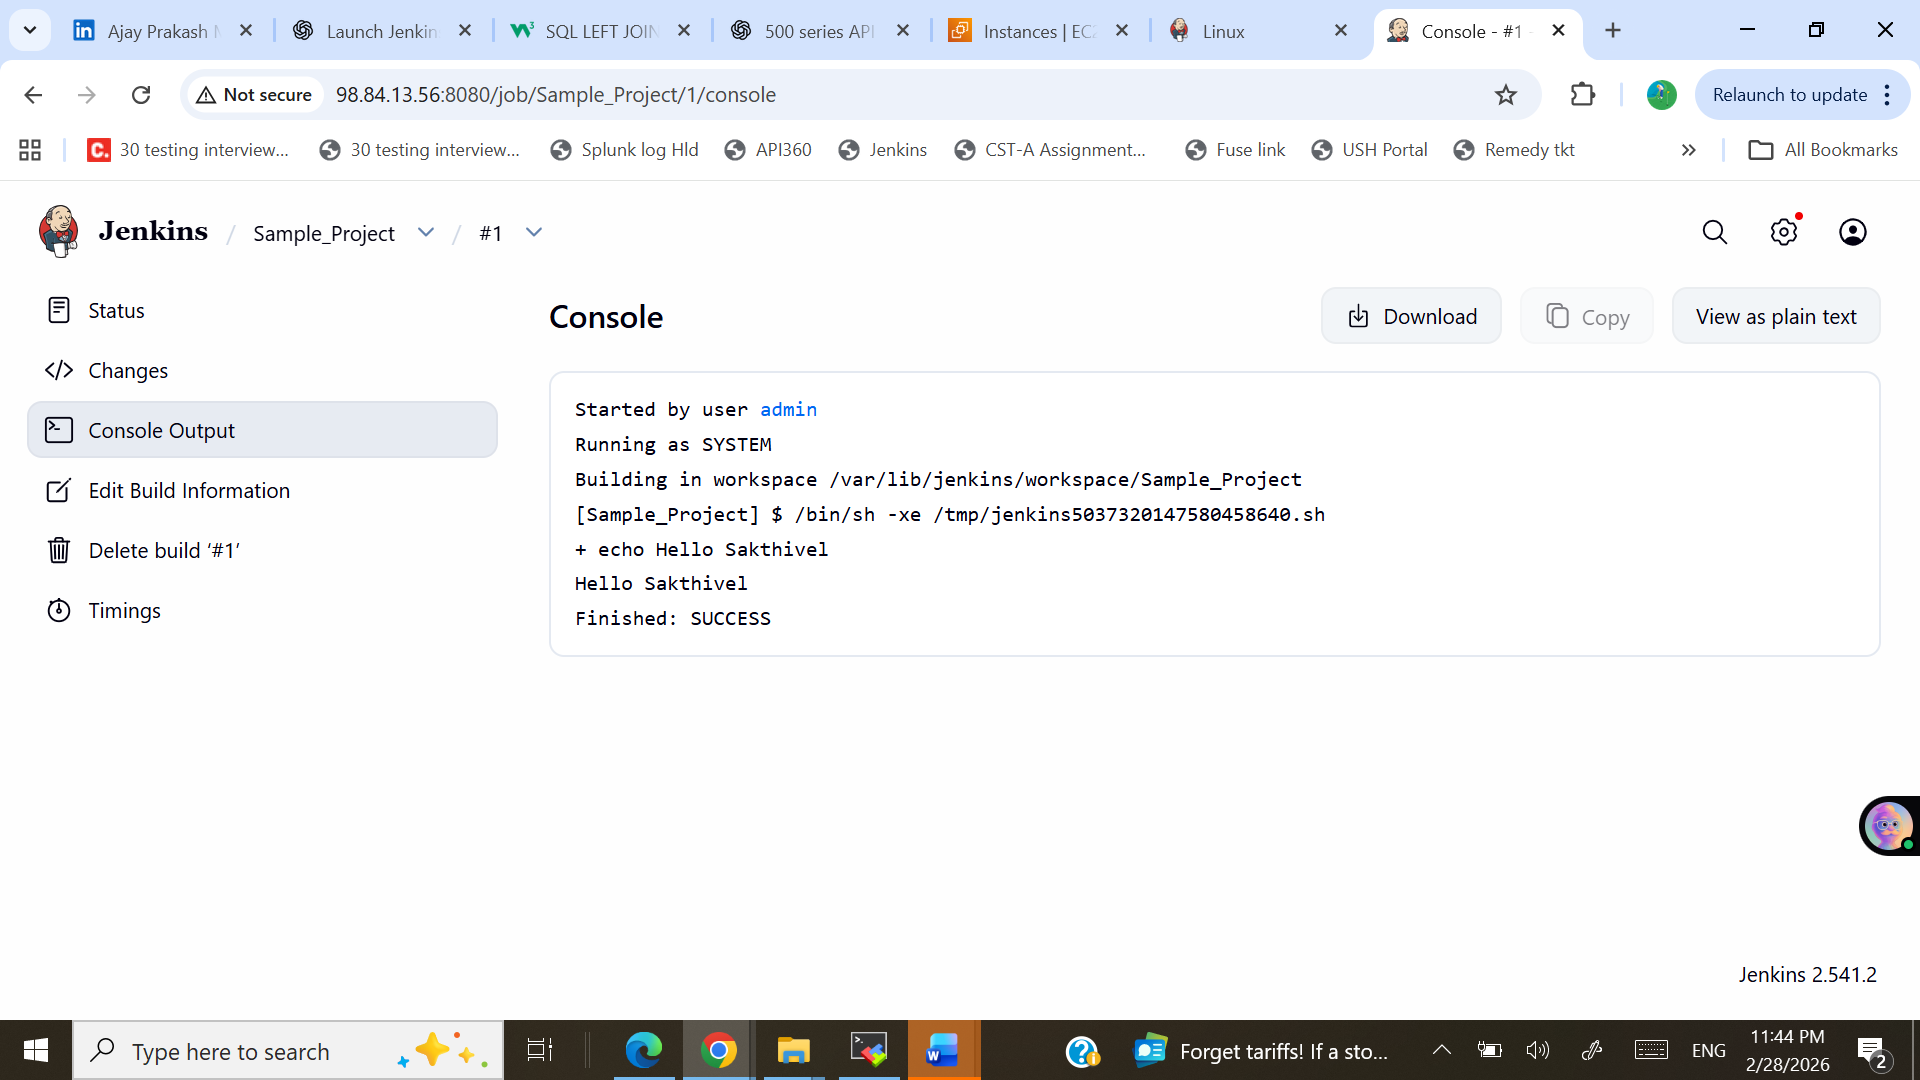 Ajay Prakash M
Launch Jenkin
SQL LEFT JOIN
500 series API
Instances | EC2
Linux
Console - #1 -
Not secure
98.84.13.56:8080/job/Sample_Project/1/console
Relaunch to update
C. 30 testing interview...
30 testing interview...
Splunk log Hld
API360
Jenkins
CST-A Assignment...
Fuse link
USH Portal
Remedy tkt
All Bookmarks
Jenkins / Sample_Project / #1
Status
Changes
Console Output
Edit Build Information
Delete build ‘#1’
Timings
Console
Download
Copy
View as plain text
Started by user admin
Running as SYSTEM
Building in workspace /var/lib/jenkins/workspace/Sample_Project
[Sample_Project] $ /bin/sh -xe /tmp/jenkins5037320147580458640.sh
+ echo Hello Sakthivel
Hello Sakthivel
Finished: SUCCESS
Jenkins 2.541.2
Type here to search
Forget tariffs! If a sto...
ENG
11:44 PM
2/28/2026
2